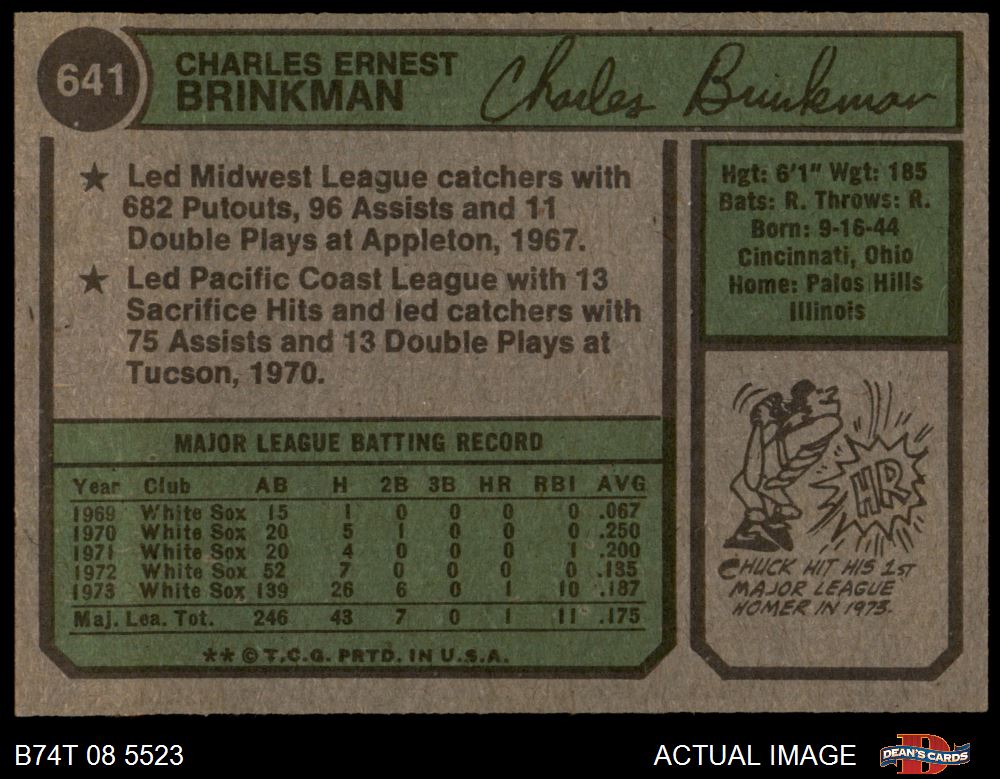 641
CHARLES ERNEST
BRINKMAN
Charles Brinkman
★ Led Midwest League catchers with
682 Putouts, 96 Assists and 11
Double Plays at Appleton, 1967.
★ Led Pacific Coast League with 13
Sacrifice Hits and led catchers with
75 Assists and 13 Double Plays at
Tucson, 1970.
Hgt: 6'1" Wgt: 185
Bats: R. Throws: R.
Born: 9-16-44
Cincinnati, Ohio
Home: Palos Hills
Illinois
MAJOR LEAGUE BATTING RECORD
Year Club AB H 2B 3B HR RBI AVG
1969 White Sox 15 1 0 0 0 0 .067
1970 White Sox 20 5 1 0 0 0 .250
1971 White Sox 20 4 0 0 0 1 .200
1972 White Sox 52 7 0 0 0 0 .135
1973 White Sox 139 26 6 0 1 10 .187
Maj. Lea. Tot. 246 43 7 0 1 11 .175
** © T.C.G. PRTD. IN U.S.A.
HR
CHUCK HIT HIS 1ST
MAJOR LEAGUE
HOMER IN 1973.
B74T 08 5523
ACTUAL IMAGE
D
DEAN'S CARDS